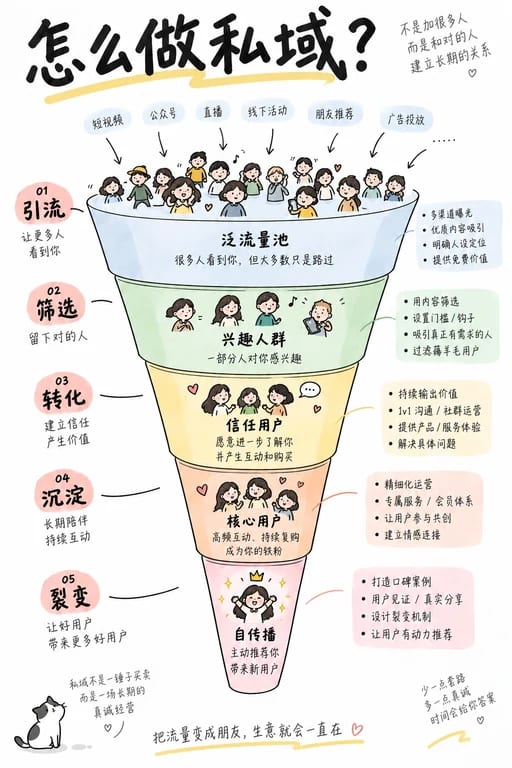 怎么做私域?
不是加很多人
而是和对的人
建立长期的关系
短视频
公众号
直播
线下活动
朋友推荐
广告投放
......
01
引流
让更多人
看到你
泛流量池
很多人看到你，但大多数只是路过
• 多渠道曝光
• 优质内容吸引
• 明确人设定位
• 提供免费价值
02
筛选
留下对的人
兴趣人群
一部分人对你感兴趣
• 用内容筛选
• 设置门槛/钩子
• 吸引真正有需求的人
• 过滤薅羊毛用户
03
转化
建立信任
产生价值
信任用户
愿意进一步了解你
并产生互动和购买
• 持续输出价值
• 1v1 沟通/社群运营
• 提供产品/服务体验
• 解决具体问题
04
沉淀
长期陪伴
持续互动
核心用户
高频互动、持续复购
成为你的铁粉
• 精细化运营
• 专属服务/会员体系
• 让用户参与共创
• 建立情感连接
05
裂变
让好用户
带来更多好用户
自传播
主动推荐你
带来新用户
• 打造口碑案例
• 用户见证/真实分享
• 设计裂变机制
• 让用户有动力推荐
私域不是一锤子买卖
而是一场长期的
真诚经营
少一点套路
多一点真诚
时间会给你答案
把流量变成朋友，生意就会一直在